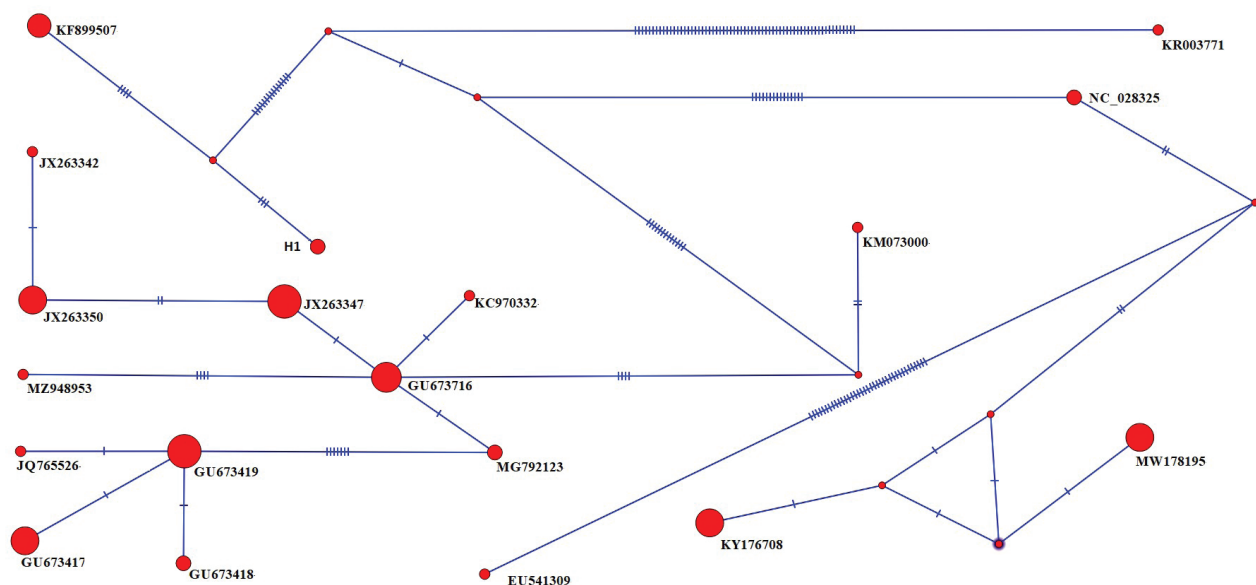 KF899507
KR003771
NC_028325
JX263342
KM073000
H1
KC970332
JX263347
JX263350
MZ948953
GU673716
MW178195
JQ765526
GU673419
MG792123
KY176708
GU673417
GU673418
EU541309